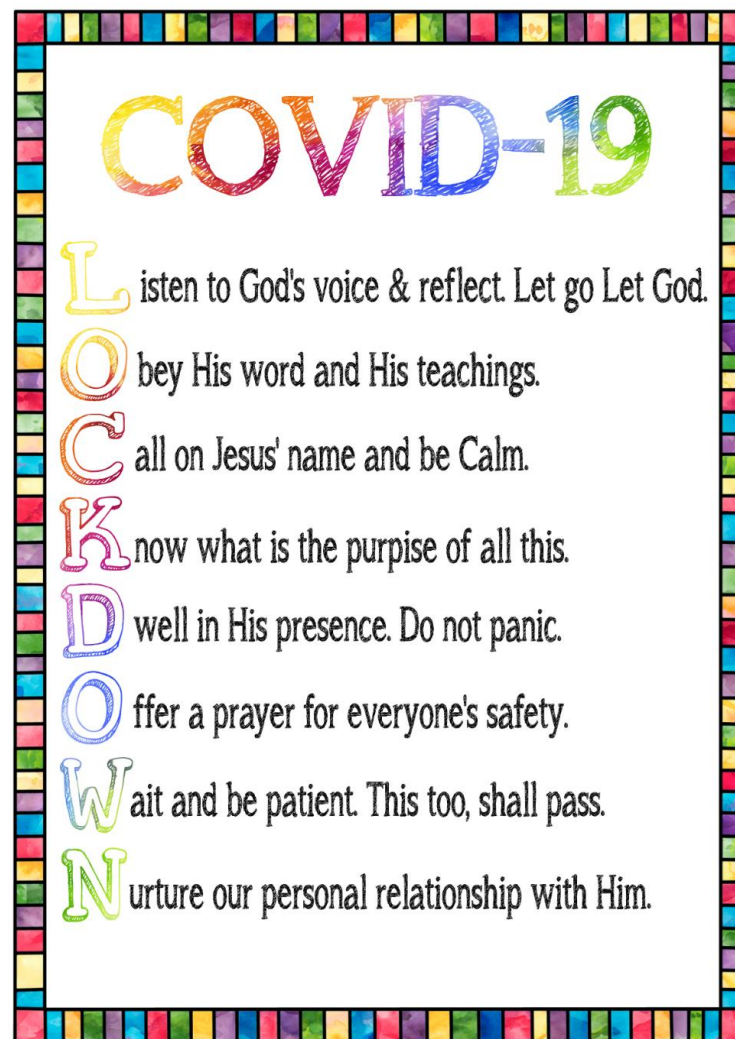 COVID-19
Listen to God's voice & reflect. Let go Let God.
Obey His word and His teachings.
Call on Jesus' name and be Calm.
Know what is the purpise of all this.
Dwell in His presence. Do not panic.
Offer a prayer for everyone's safety.
Wait and be patient. This too, shall pass.
Nurture our personal relationship with Him.